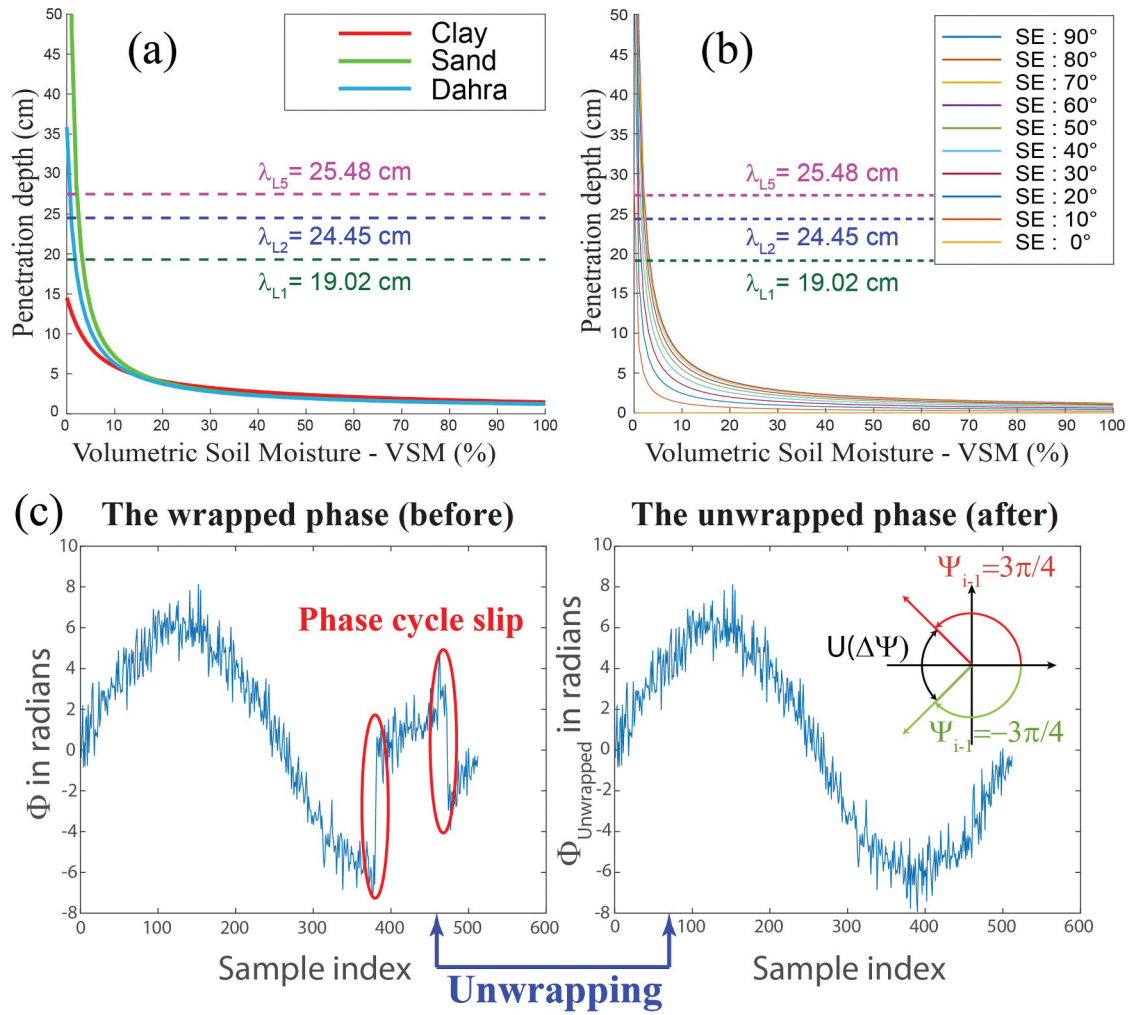 (a)
Clay
Sand
Dahra
Penetration depth (cm)
50
45
40
35
30
25
20
15
10
5
0
λL5= 25.48 cm
λL2= 24.45 cm
λL1= 19.02 cm
0 10 20 30 40 50 60 70 80 90 100
Volumetric Soil Moisture - VSM (%)
(b)
SE : 90°
SE : 80°
SE : 70°
SE : 60°
SE : 50°
SE : 40°
SE : 30°
SE : 20°
SE : 10°
SE : 0°
Penetration depth (cm)
50
45
40
35
30
25
20
15
10
5
0
λL5= 25.48 cm
λL2= 24.45 cm
λL1= 19.02 cm
0 10 20 30 40 50 60 70 80 90 100
Volumetric Soil Moisture - VSM (%)
(c)
The wrapped phase (before)
Φ in radians
10
8
6
4
2
0
-2
-4
-6
-8
Phase cycle slip
0 100 200 300 400 500 600
Sample index
The unwrapped phase (after)
ΦUnwrapped in radians
10
8
6
4
2
0
-2
-4
-6
-8
Ψi-1=3π/4
U(ΔΨ)
Ψi-1=−3π/4
0 100 200 300 400 500 600
Sample index
Unwrapping